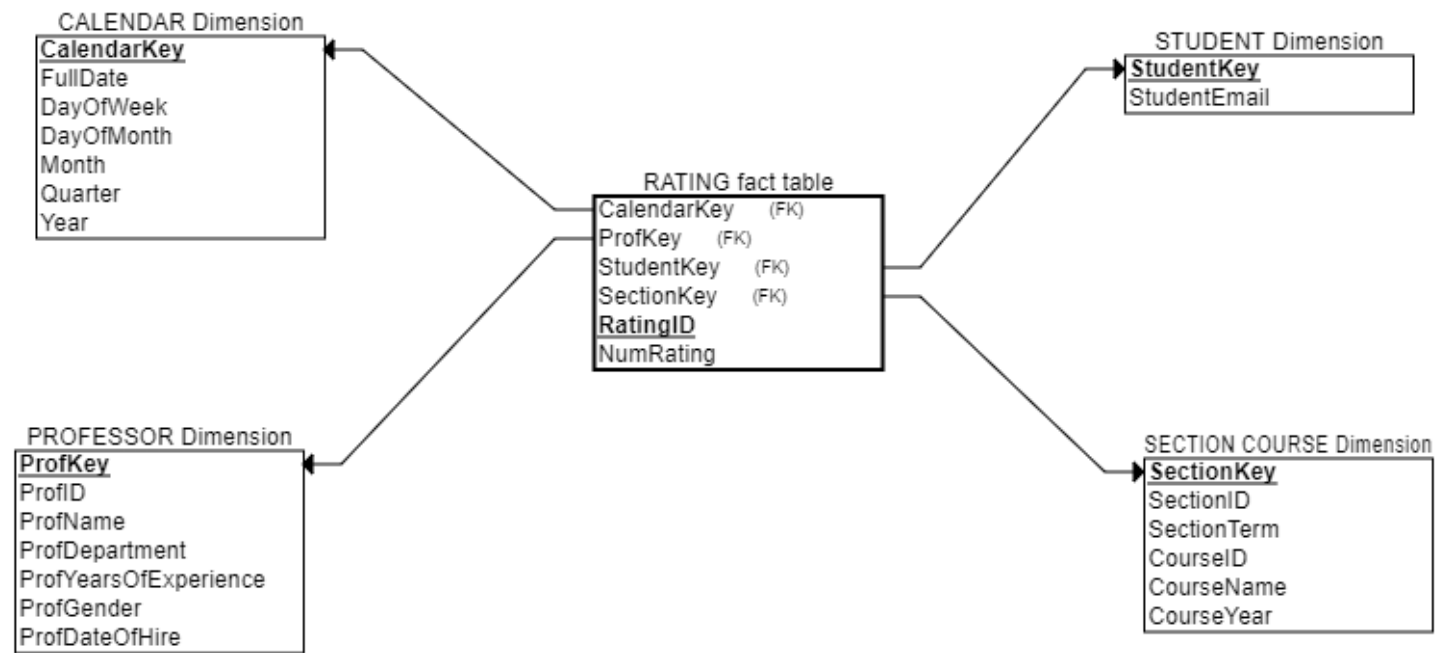 CALENDAR Dimension
CalendarKey
FullDate
DayOfWeek
DayOfMonth
Month
Quarter
Year
STUDENT Dimension
StudentKey
StudentEmail
RATING fact table
CalendarKey (FK)
ProfKey (FK)
StudentKey (FK)
SectionKey (FK)
RatingID
NumRating
PROFESSOR Dimension
ProfKey
ProfID
ProfName
ProfDepartment
ProfYearsOfExperience
ProfGender
ProfDateOfHire
SECTION COURSE Dimension
SectionKey
SectionID
SectionTerm
CourseID
CourseName
CourseYear